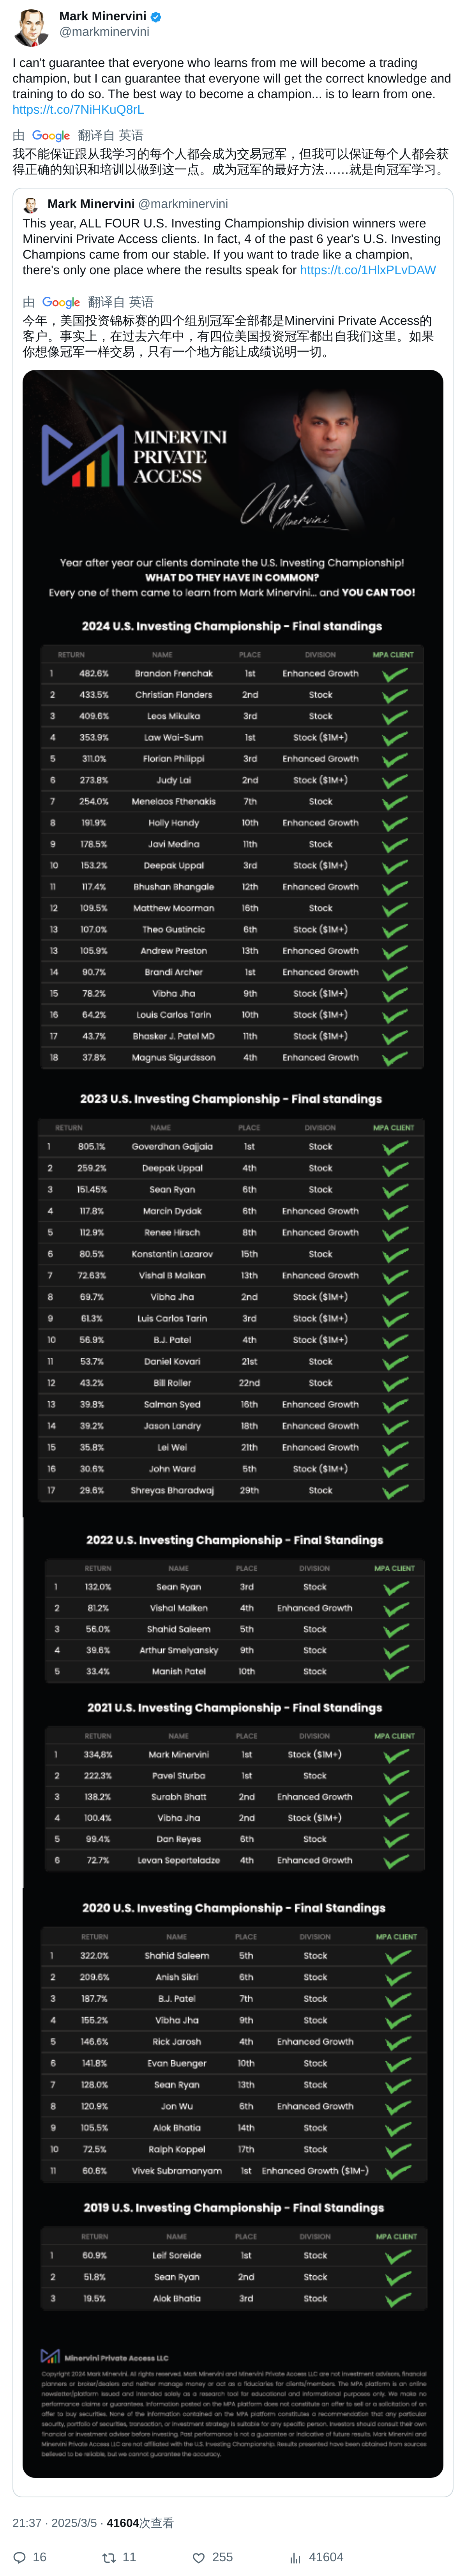 Mark Minervini
@markminervini
I can't guarantee that everyone who learns from me will become a trading
champion, but I can guarantee that everyone will get the correct knowledge and
training to do so. The best way to become a champion... is to learn from one.
https://t.co/7NiHKuQ8rL
由 Google 翻译自 英语
我不能保证跟从我学习的每个人都会成为交易冠军，但我可以保证每个人都会获
得正确的知识和培训以做到这一点。成为冠军的最好方法……就是向冠军学习。
Mark Minervini @markminervini
This year, ALL FOUR U.S. Investing Championship division winners were
Minervini Private Access clients. In fact, 4 of the past 6 year's U.S. Investing
Champions came from our stable. If you want to trade like a champion,
there's only one place where the results speak for https://t.co/1HlxPLvDAW
由 Google 翻译自 英语
今年，美国投资锦标赛的四个组别冠军全部都是Minervini Private Access的
客户。事实上，在过去六年中，有四位美国投资冠军都出自我们这里。如果
你想像冠军一样交易，只有一个地方能让成绩说明一切。
MINERVINI
PRIVATE
ACCESS
Mark
Minervini
Year after year our clients dominate the U.S. Investing Championship!
WHAT DO THEY HAVE IN COMMON?
Every one of them came to learn from Mark Minervini... and YOU CAN TOO!
2024 U.S. Investing Championship - Final standings
RETURN NAME PLACE DIVISION MPA CLIENT
1 482.6% Brandon Frenchak 1st Enhanced Growth
2 433.5% Christian Flanders 2nd Stock
3 409.6% Leos Mikulka 3rd Stock
4 353.9% Law Wai-Sum 1st Stock ($1M+)
5 311.0% Florian Philippi 3rd Enhanced Growth
6 273.8% Judy Lai 2nd Stock ($1M+)
7 254.0% Menelaos Fthenakis 7th Stock
8 191.9% Holly Handy 10th Enhanced Growth
9 178.5% Javi Medina 11th Stock
10 153.2% Deepak Uppal 3rd Stock ($1M+)
11 117.4% Bhushan Bhangale 12th Enhanced Growth
12 109.5% Matthew Moorman 16th Stock
13 107.0% Theo Gustincic 6th Stock ($1M+)
13 105.9% Andrew Preston 13th Enhanced Growth
14 90.7% Brandi Archer 1st Enhanced Growth
15 78.2% Vibha Jha 9th Stock ($1M+)
16 64.2% Louis Carlos Tarin 10th Stock ($1M+)
17 43.7% Bhasker J. Patel MD 11th Stock ($1M+)
18 37.8% Magnus Sigurdsson 4th Enhanced Growth
2023 U.S. Investing Championship - Final standings
RETURN NAME PLACE DIVISION MPA CLIENT
1 805.1% Goverdhan Gajjala 1st Stock
2 259.2% Deepak Uppal 4th Stock
3 151.45% Sean Ryan 6th Stock
4 117.8% Marcin Dydak 6th Enhanced Growth
5 112.9% Renee Hirsch 8th Enhanced Growth
6 80.5% Konstantin Lazarov 15th Stock
7 72.63% Vishal B Malkan 13th Enhanced Growth
8 69.7% Vibha Jha 2nd Stock ($1M+)
9 61.3% Luis Carlos Tarin 3rd Stock ($1M+)
10 56.9% B.J. Patel 4th Stock ($1M+)
11 53.7% Daniel Kovari 21st Stock
12 43.2% Bill Roller 22nd Stock
13 39.8% Salman Syed 16th Enhanced Growth
14 39.2% Jason Landry 18th Enhanced Growth
15 35.8% Lei Wei 21th Enhanced Growth
16 30.6% John Ward 5th Stock ($1M+)
17 29.6% Shreyas Bharadwaj 29th Stock
2022 U.S. Investing Championship - Final Standings
RETURN NAME PLACE DIVISION MPA CLIENT
1 132.0% Sean Ryan 3rd Stock
2 81.2% Vishal Malken 4th Enhanced Growth
3 56.0% Shahid Saleem 5th Stock
4 39.6% Arthur Smelyansky 9th Stock
5 33.4% Manish Patel 10th Stock
2021 U.S. Investing Championship - Final Standings
RETURN NAME PLACE DIVISION MPA CLIENT
1 334,8% Mark Minervini 1st Stock ($1M+)
2 222.3% Pavel Sturba 1st Stock
3 138.2% Surabh Bhatt 2nd Enhanced Growth
4 100.4% Vibha Jha 2nd Stock ($1M+)
5 99.4% Dan Reyes 6th Stock
6 72.7% Levan Seperteladze 4th Enhanced Growth
2020 U.S. Investing Championship - Final Standings
RETURN NAME PLACE DIVISION MPA CLIENT
1 322.0% Shahid Saleem 5th Stock
2 209.6% Anish Sikri 6th Stock
3 187.7% B.J. Patel 7th Stock
4 155.2% Vibha Jha 9th Stock
5 146.6% Rick Jarosh 4th Enhanced Growth
6 141.8% Evan Buenger 10th Stock
7 128.0% Sean Ryan 13th Stock
8 120.9% Jon Wu 6th Enhanced Growth
9 105.5% Alok Bhatia 14th Stock
10 72.5% Ralph Koppel 17th Stock
11 60.6% Vivek Subramanyam 1st Enhanced Growth ($1M-)
2019 U.S. Investing Championship - Final Standings
RETURN NAME PLACE DIVISION MPA CLIENT
1 60.9% Leif Soreide 1st Stock
2 51.8% Sean Ryan 2nd Stock
3 19.5% Alok Bhatia 3rd Stock
Minervini Private Access LLC
Copyright 2024 Mark Minervini. All rights reserved. Mark Minervini and Minervini Private Access LLC are not investment advisors, financial
planners or broker/dealers and neither manage money or act as a fiduciaries for clients/members. The MPA platform is an online
newsletter/platform issued and intended solely as a research tool for educational and informational purposes only. We make no
performance claims or guarantees. Information posted on the MPA platform does not constitute an offer to sell or a solicitation of an
offer to buy securities. None of the information contained on the MPA platforms constitutes a recommendation that any particular
security, portfolio of securities, transaction, or investment strategy is suitable for any specific person. Investors should consult their own
financial or investment adviser before investing. Past performance is not a guarantee or indicative of future results. Mark Minervini and
Minervini Private Access LLC are not affiliated with the U.S. Investing Championship. Results presented have been obtained from sources
believed to be reliable, but we cannot guarantee the accuracy.
21:37 · 2025/3/5 · 41604次查看
16 11 255 41604